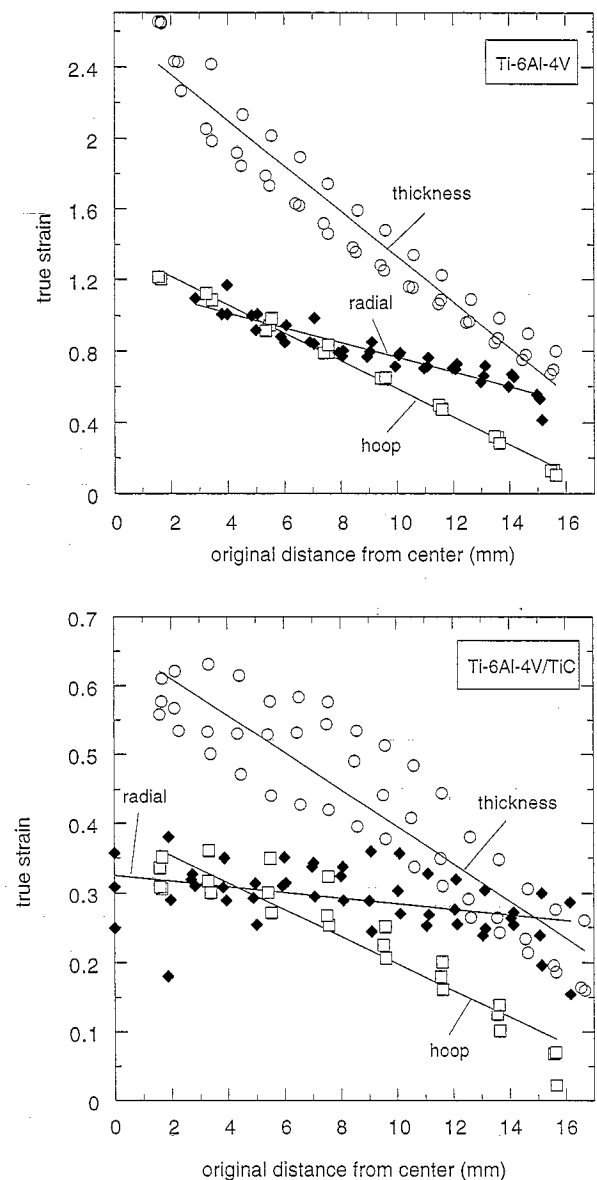 Ti-6Al-4V
2.4
2
1.6
1.2
0.8
0.4
0
true strain
thickness
radial
hoop
0 2 4 6 8 10 12 14 16
original distance from center (mm)
0.7
0.6
0.5
0.4
0.3
0.2
0.1
0
true strain
Ti-6Al-4V/TiC
radial
thickness
hoop
0 2 4 6 8 10 12 14 16
original distance from center (mm)